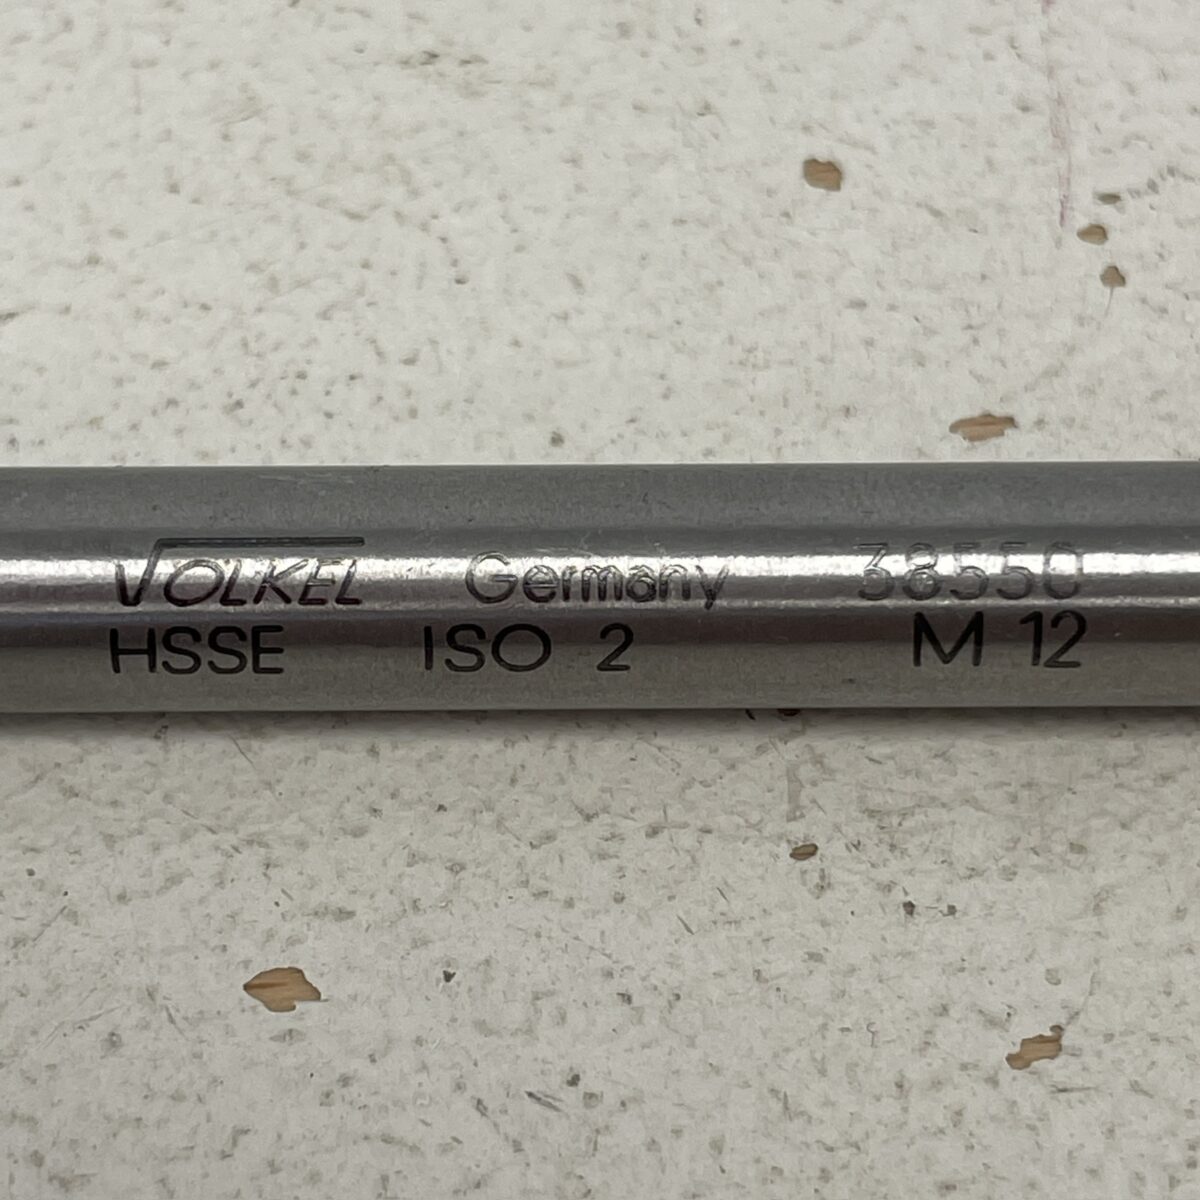 VOLKEL Germany 38550
HSSE ISO 2 M 12